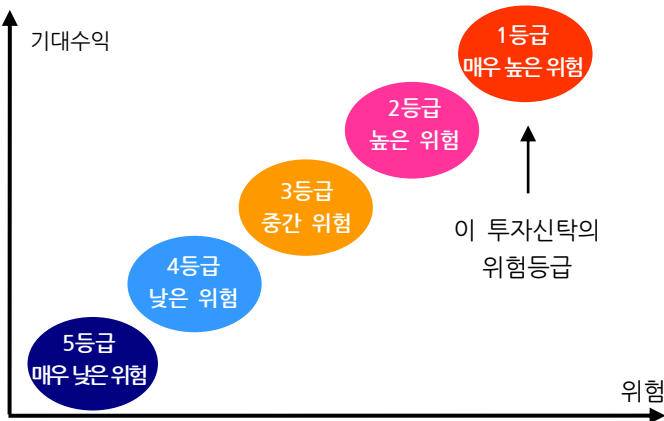 기대수익
1등급
매우 높은 위험
2등급
높은 위험
3등급
중간 위험
이 투자신탁의
위험등급
4등급
낮은 위험
5등급
매우 낮은 위험
위험